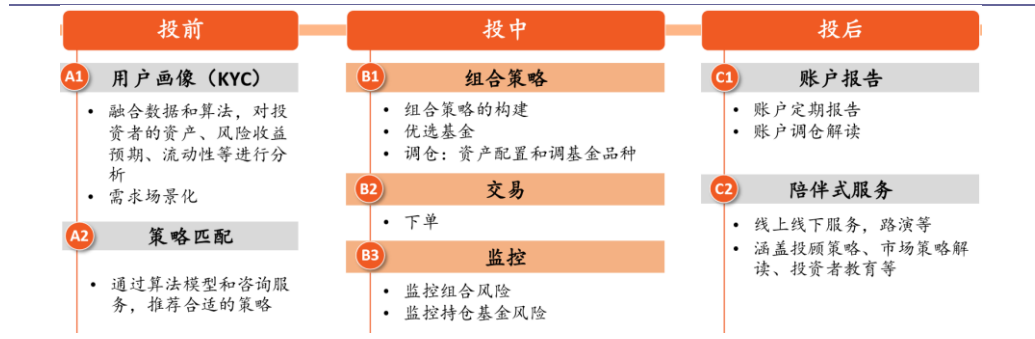 投前
A1 用户画像（KYC）
• 融合数据和算法，对投
资者的资产、风险收益
预期、流动性等进行分
析
• 需求场景化
A2 策略匹配
• 通过算法模型和咨询服
务，推荐合适的策略
投中
B1 组合策略
• 组合策略的构建
• 优选基金
• 调仓：资产配置和调基金品种
B2 交易
• 下单
B3 监控
• 监控组合风险
• 监控持仓基金风险
投后
C1 账户报告
• 账户定期报告
• 账户调仓解读
C2 陪伴式服务
• 线上线下服务，路演等
• 涵盖投顾策略、市场策略解
读、投资者教育等